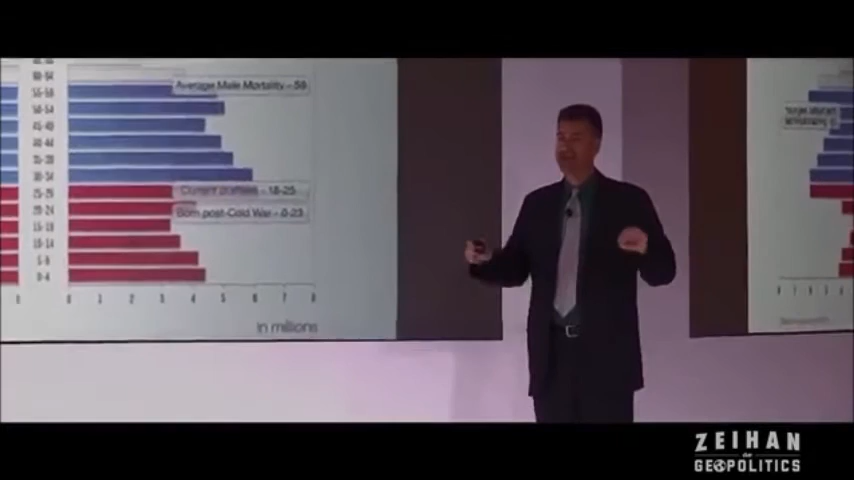 60-64
Average Male Mortality - 59
55-59
50-54
45-49
40-44
35-39
30-34
25-29
Current draftees - 18-25
20-24
Born post-Cold War - 0-23
15-19
10-14
5-9
0-4
0 1 2 3 4 5 6 7 8
in millions
ZEIHAN
on
GEOPOLITICS